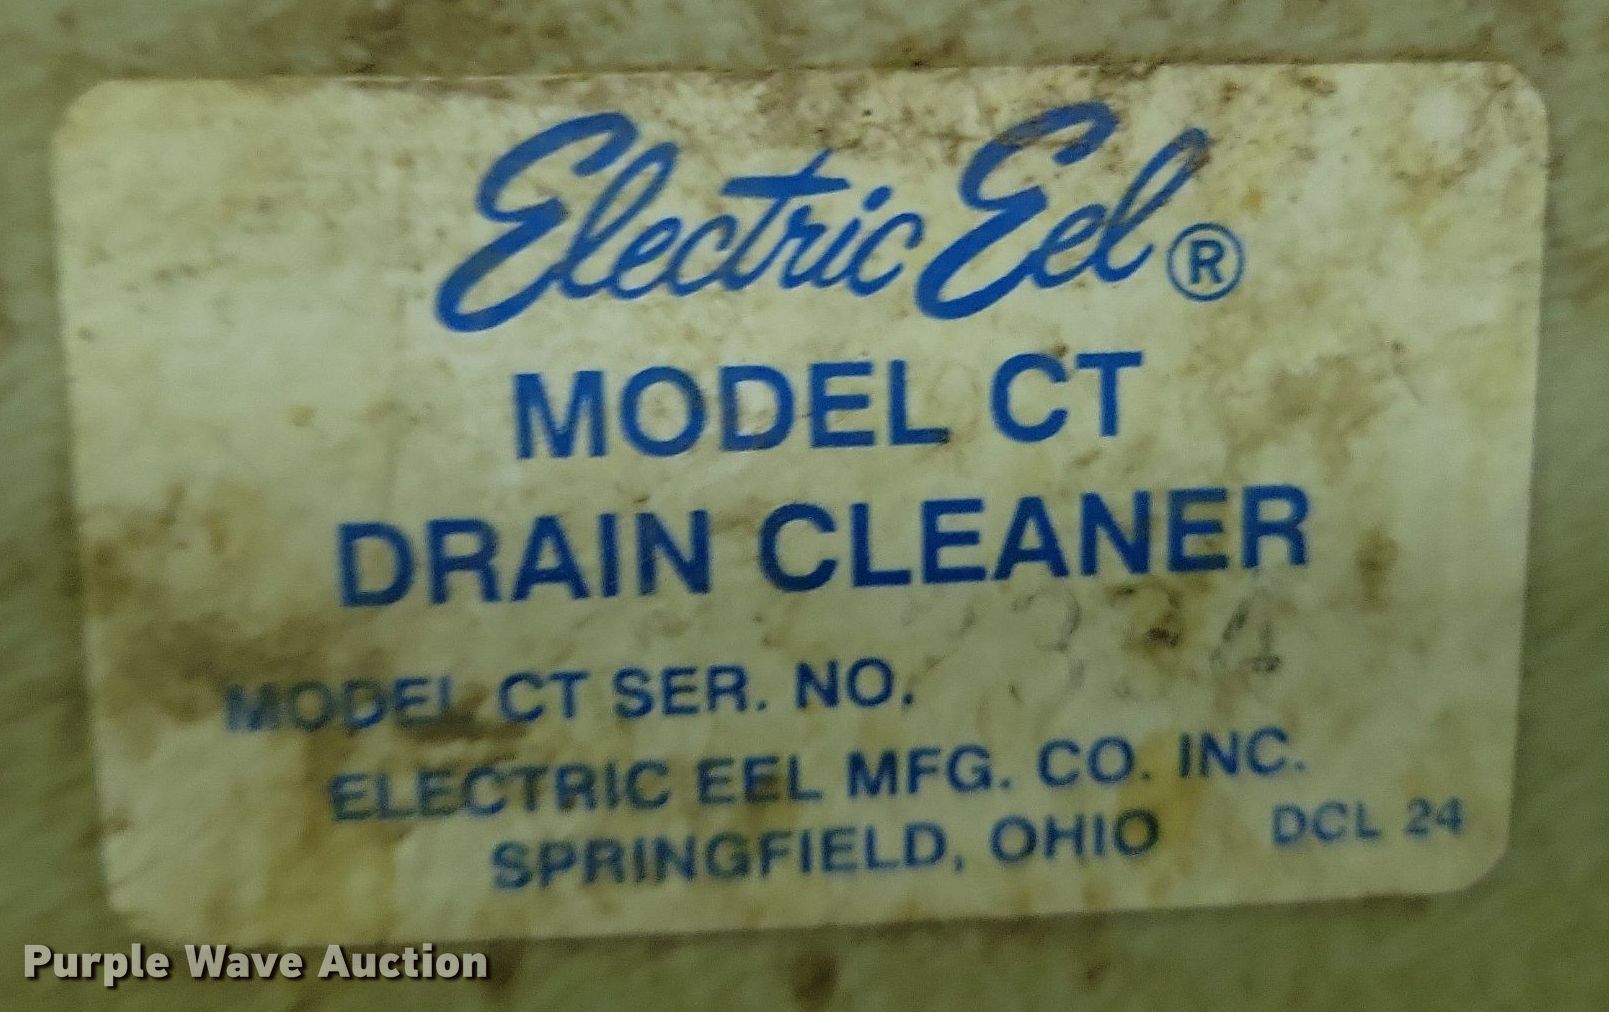 Electric Eel®
MODEL CT
DRAIN CLEANER
MODEL CT SER. NO.
ELECTRIC EEL MFG. CO. INC.
SPRINGFIELD, OHIO DCL 24
Purple Wave Auction